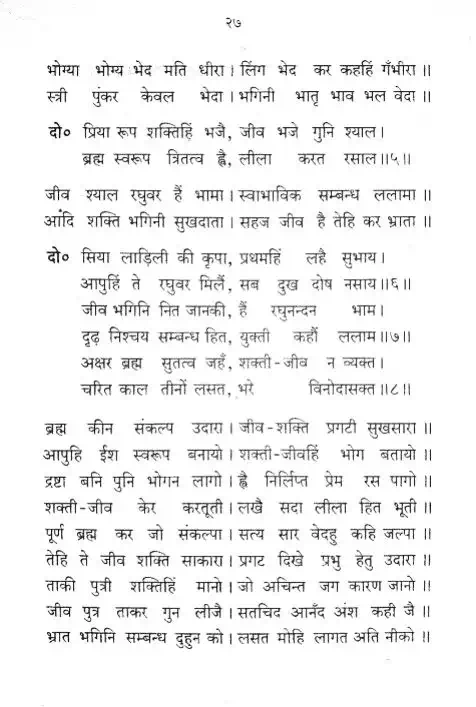 २७
भोग्या भोग्य भेद मति धीरा। लिंग भेद कर कहहिं गँभीरा॥
स्त्री पुंकर केवल भेदा। भगिनी भातृ भाव भल वेदा॥
दो० प्रिया रूप शक्तिहिं भजै, जीव भजे गुनि श्याल।
ब्रह्म स्वरूप त्रितत्व ह्वै, लीला करत रसाल॥५॥
जीव श्याल रघुवर हैं भामा। स्वाभाविक सम्बन्ध ललामा॥
आदि शक्ति भगिनी सुखदाता। सहज जीव है तेहि कर भ्राता॥
दो० सिया लाड़िली की कृपा, प्रथमहिं लहै सुभाय।
आपुहिं ते रघुवर मिलैं, सब दुख दोष नसाय॥६॥
जीव भगिनि नित जानकी, हैं रघुनन्दन भाम।
दृढ़ निश्चय सम्बन्ध हित, युक्ती कहौं ललाम॥७॥
अक्षर ब्रह्म सुतत्व जहँ, शक्ती-जीव न व्यक्त।
चरित काल तीनों लसत, भरे विनोदासक्त॥८॥
ब्रह्म कीन संकल्प उदारा। जीव-शक्ति प्रगटी सुखसारा॥
आपुहि ईश स्वरूप बनायो। शक्ती-जीवहिं भोग बतायो॥
द्रष्टा बनि पुनि भोगन लागो। ह्वै निर्लिप्त प्रेम रस पागो॥
शक्ती-जीव केर करतूती। लखै सदा लीला हित भूती॥
पूर्ण ब्रह्म कर जो संकल्पा। सत्य सार वेदहु कहि जल्पा॥
तेहि ते जीव शक्ति साकारा। प्रगट दिखे प्रभु हेतु उदारा॥
ताकी पुत्री शक्तिहिं मानो। जो अचिन्त जग कारण जानो॥
जीव पुत्र ताकर गुन लीजै। सतचिद आनँद अंश कही जै॥
भ्रात भगिनि सम्बन्ध दुहुन को। लसत मोहि लागत अति नीको॥